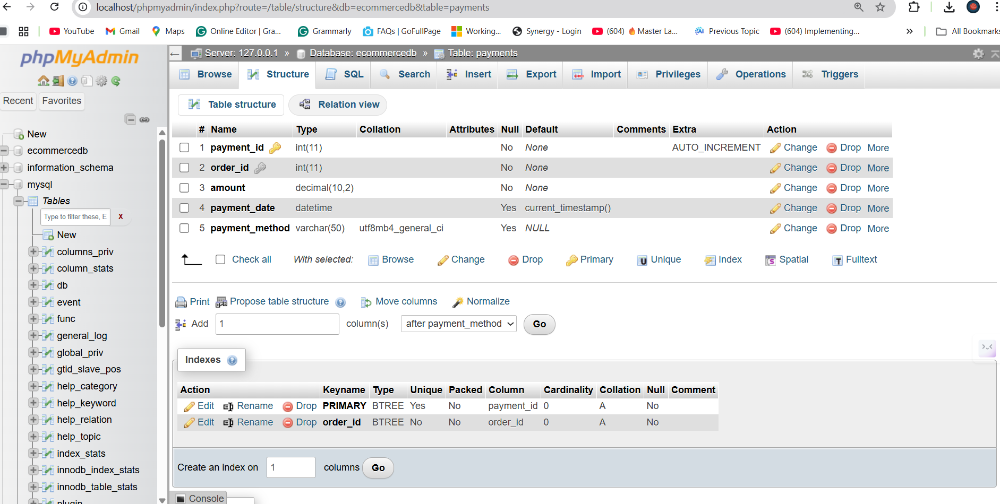 localhost/phpmyadmin/index.php?route=/table/structure&db=ecommercedb&table=payments
YouTube Gmail Maps Online Editor | Gra... Grammarly FAQs | GoFullPage Working... Synergy - Login (604) 🔥 Master La... Previous Topic (604) Implementing... » All Bookmarks
phpMyAdmin
Recent Favorites
New
ecommercedb
information_schema
mysql
Tables
Type to filter these, E X
New
columns_priv
column_stats
db
event
func
general_log
global_priv
gtid_slave_pos
help_category
help_keyword
help_relation
help_topic
index_stats
innodb_index_stats
innodb_table_stats
plugin
Server: 127.0.0.1 » Database: ecommercedb » Table: payments
Browse Structure SQL Search Insert Export Import Privileges Operations Triggers
Table structure Relation view
# Name Type Collation Attributes Null Default Comments Extra Action
1 payment_id int(11) No None AUTO_INCREMENT Change Drop More
2 order_id int(11) No None Change Drop More
3 amount decimal(10,2) No None Change Drop More
4 payment_date datetime Yes current_timestamp() Change Drop More
5 payment_method varchar(50) utf8mb4_general_ci Yes NULL Change Drop More
Check all With selected: Browse Change Drop Primary Unique Index Spatial Fulltext
Print Propose table structure Move columns Normalize
Add 1 column(s) after payment_method Go
Indexes
Action Keyname Type Unique Packed Column Cardinality Collation Null Comment
Edit Rename Drop PRIMARY BTREE Yes No payment_id 0 A No
Edit Rename Drop order_id BTREE No No order_id 0 A No
Create an index on 1 columns Go
Console